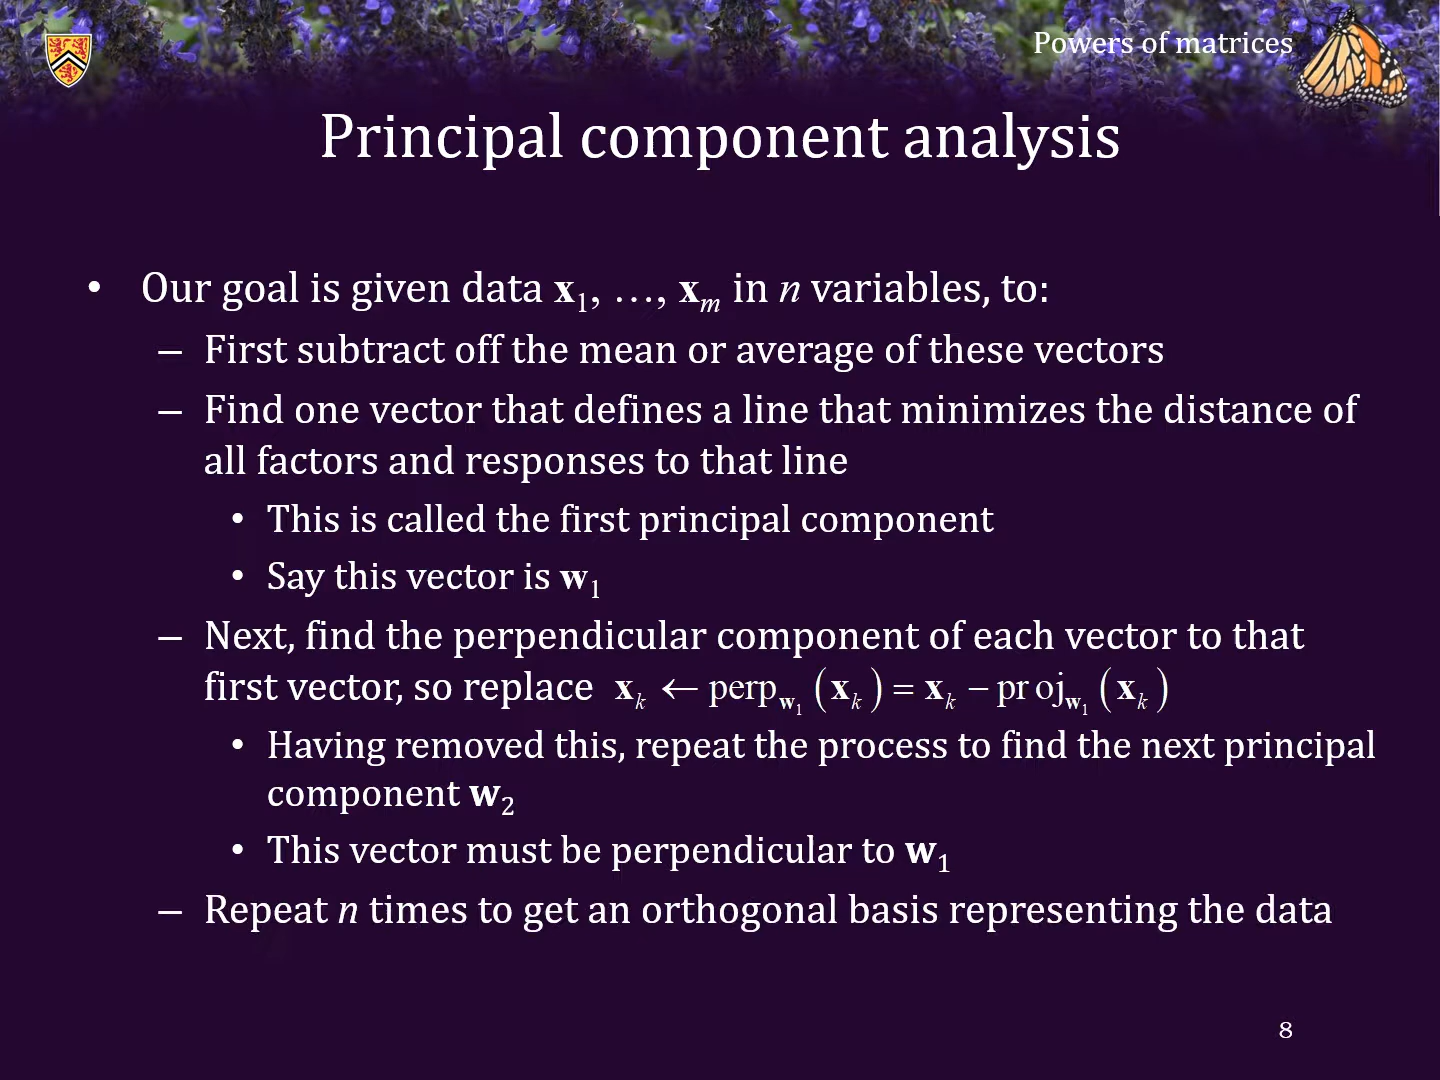 Powers of matrices
Principal component analysis
• Our goal is given data x₁, …, xₘ in n variables, to:
– First subtract off the mean or average of these vectors
– Find one vector that defines a line that minimizes the distance of
all factors and responses to that line
• This is called the first principal component
• Say this vector is w₁
– Next, find the perpendicular component of each vector to that
first vector, so replace xₖ ← perp_w₁(xₖ) = xₖ − proj_w₁(xₖ)
• Having removed this, repeat the process to find the next principal
component w₂
• This vector must be perpendicular to w₁
– Repeat n times to get an orthogonal basis representing the data
8